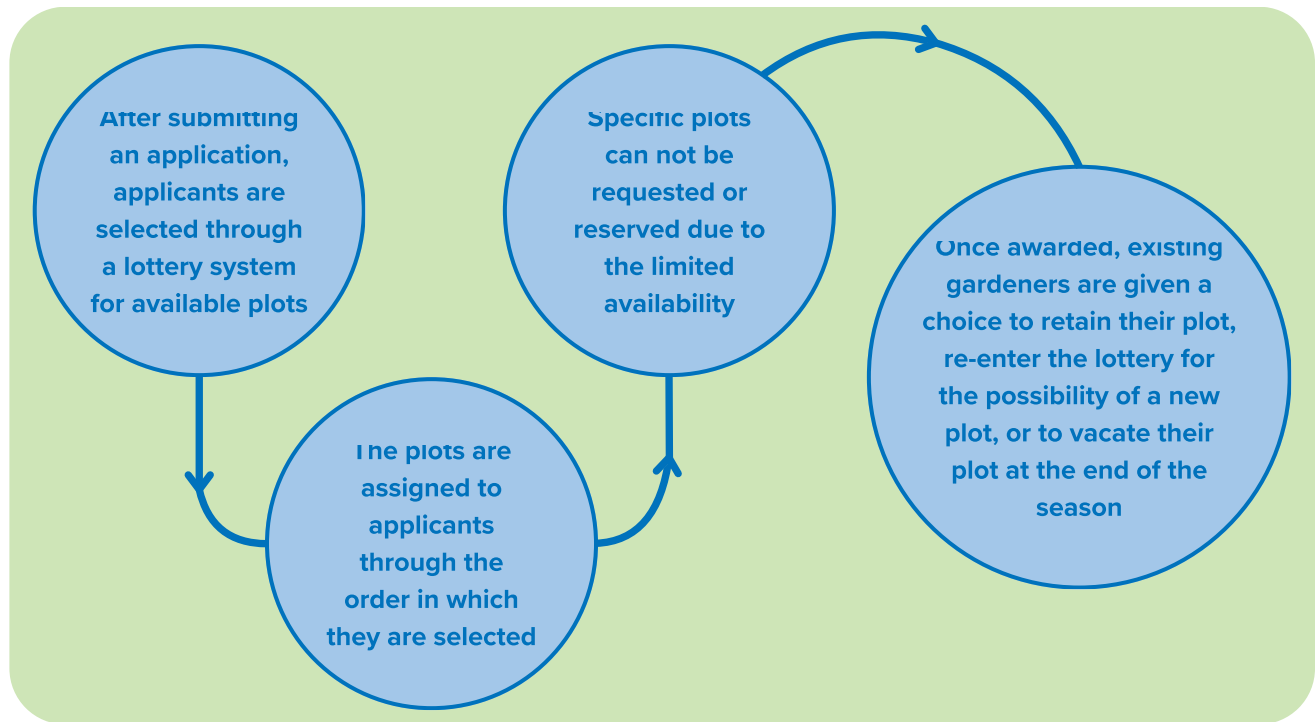 After submitting
an application,
applicants are
selected through
a lottery system
for available plots
The plots are
assigned to
applicants
through the
order in which
they are selected
Specific plots
can not be
requested or
reserved due to
the limited
availability
Once awarded, existing
gardeners are given a
choice to retain their plot,
re-enter the lottery for
the possibility of a new
plot, or to vacate their
plot at the end of the
season